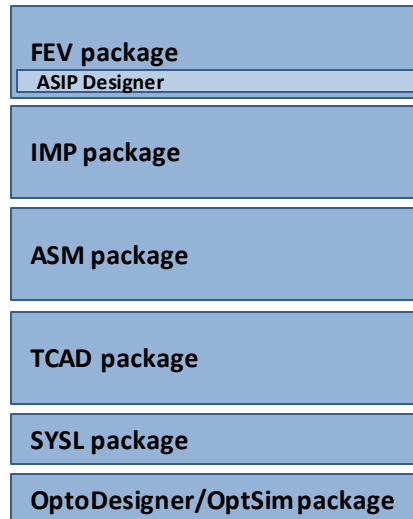 FEV package
ASIP Designer
IMP package
ASM package
TCAD package
SYSL package
OptoDesigner/OptSim package